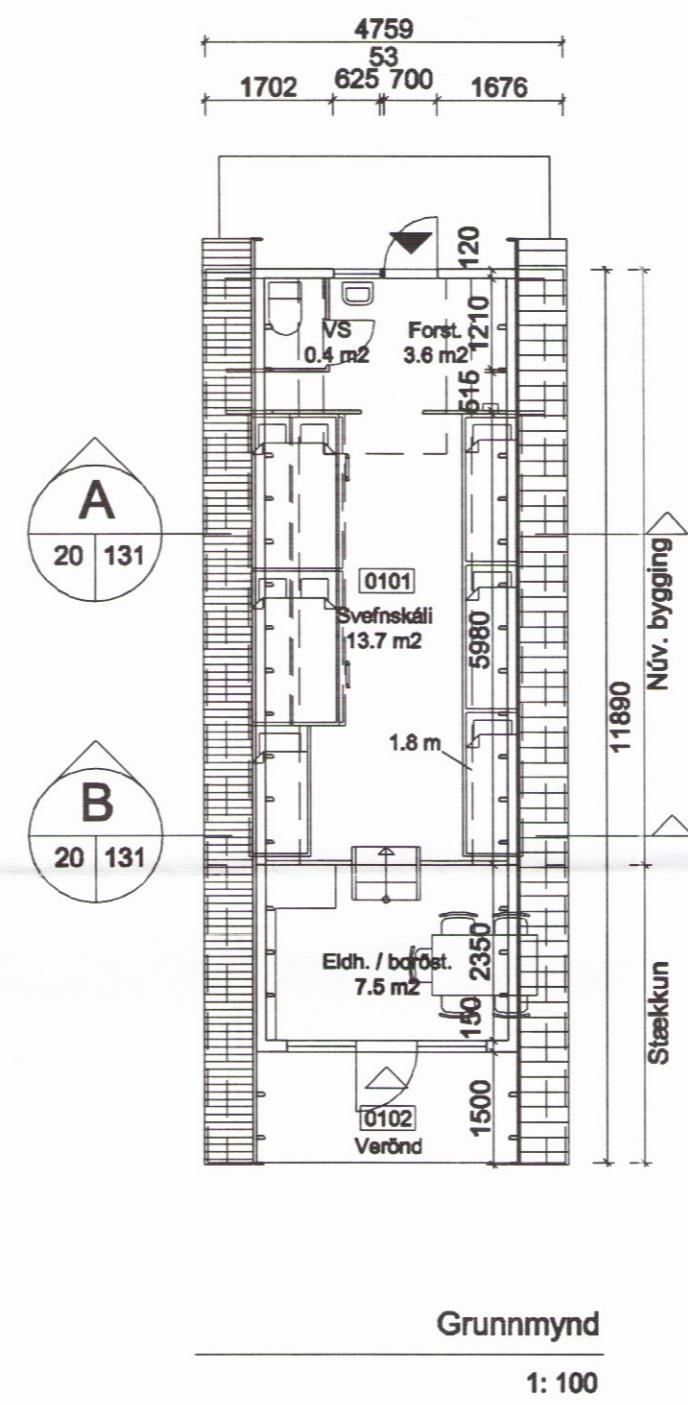 4759
53
1702 625 700 1676
120
VS
0.4 m2
Forst.
3.6 m2
1210
515
A
20 131
0101
Svefnskáli
13.7 m2
5980
Núv. bygging
11890
1.8 m
B
20 131
Eldh. / borðst.
7.5 m2
2350
150
Stækkun
0102
Verönd
1500
Grunnmynd
1: 100